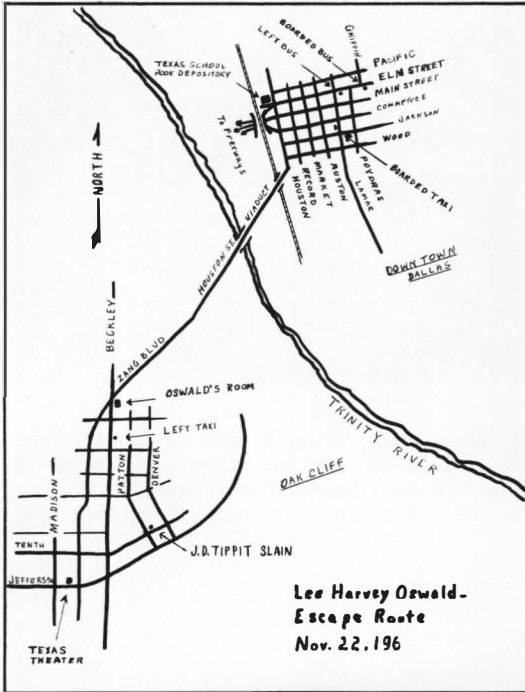 BOARDED BUS
LEFT BUS
GRIFFIN
TEXAS SCHOOL
BOOK DEPOSITORY
PACIFIC
ELM STREET
MAIN STREET
COMMERCE
JACKSON
WOOD
To Freeways
HOUSTON
RECORD
MARKET
AUSTON
POYDRAS
LAMAR
BOARDED TAXI
DOWN TOWN
DALLAS
NORTH
HOUSTON ST. VIADUCT
BECKLEY
ZANG BLVD
OSWALD'S ROOM
LEFT TAXI
TRINITY RIVER
OAK CLIFF
PATTON
DENVER
MADISON
J.D. TIPPIT SLAIN
TENTH
JEFFERSON
TEXAS
THEATER
Lee Harvey Oswald-
Escape Route
Nov. 22, 196